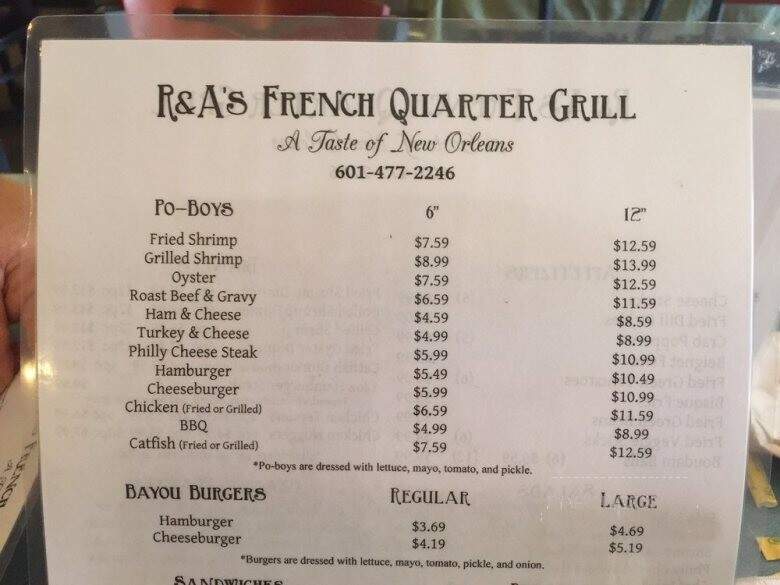 R&A's French Quarter Grill
A Taste of New Orleans
601-477-2246
Po-Boys 6" 12"
Fried Shrimp $7.59 $12.59
Grilled Shrimp $8.99 $13.99
Oyster $7.59 $12.59
Roast Beef & Gravy $6.59 $11.59
Ham & Cheese $4.59 $8.59
Turkey & Cheese $4.99 $8.99
Philly Cheese Steak $5.99 $10.99
Hamburger $5.49 $10.49
Cheeseburger $5.99 $10.99
Chicken (Fried or Grilled) $6.59 $11.59
BBQ $4.99 $8.99
Catfish (Fried or Grilled) $7.59 $12.59
*Po-boys are dressed with lettuce, mayo, tomato, and pickle.
Bayou Burgers Regular Large
Hamburger $3.69 $4.69
Cheeseburger $4.19 $5.19
*Burgers are dressed with lettuce, mayo, tomato, pickle, and onion.
Sandwiches